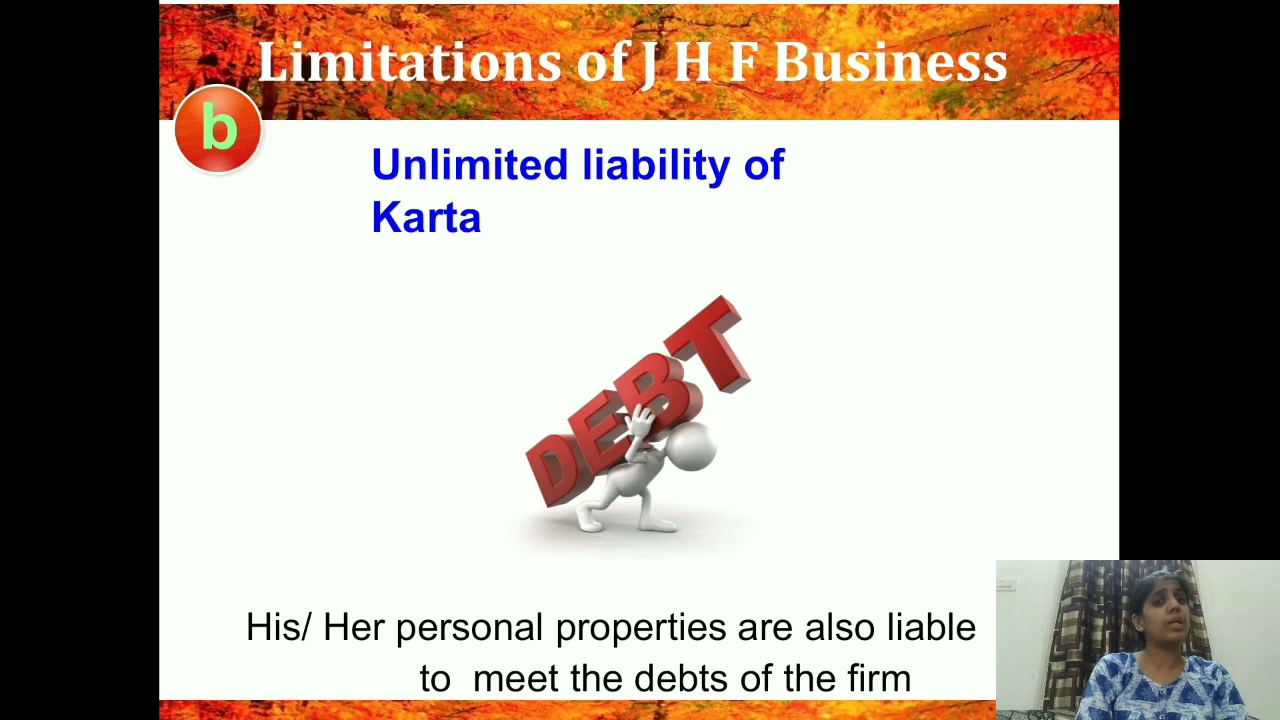 Limitations of J H F Business
b
Unlimited liability of
Karta
DEBT
His/ Her personal properties are also liable
to meet the debts of the firm